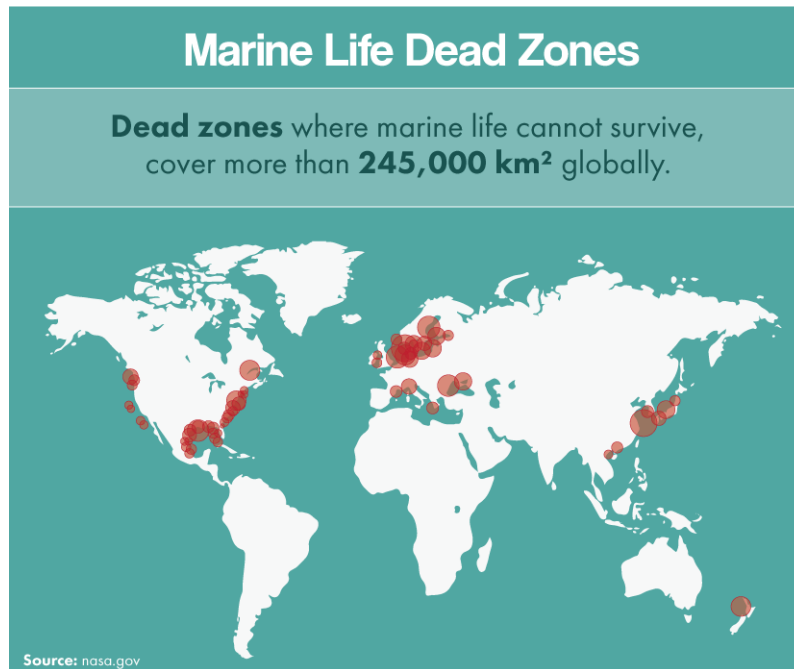 Marine Life Dead Zones
Dead zones where marine life cannot survive,
cover more than 245,000 km² globally.
Source: nasa.gov